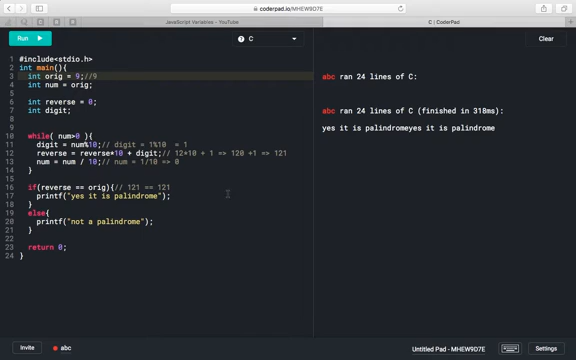 coderpad.io/MHEW9D7E
JavaScript Variables - YouTube
C | CoderPad
Run
C
Clear
1 #include<stdio.h>
2 int main(){
3 int orig = 9;//9
4 int num = orig;
5
6 int reverse = 0;
7 int digit;
8
9
10 while( num>0 ){
11 digit = num%10;// digit = 1%10 = 1
12 reverse = reverse*10 + digit;// 12*10 + 1 => 120 +1 => 121
13 num = num / 10;// num = 1/10 => 0
14 }
15
16 if(reverse == orig){// 121 == 121
17 printf("yes it is palindrome");
18 }
19 else{
20 printf("not a palindrome");
21 }
22
23 return 0;
24 }
abc ran 24 lines of C:
abc ran 24 lines of C (finished in 318ms):
yes it is palindromeyes it is palindrome
Invite
abc
Untitled Pad - MHEW9D7E
Settings